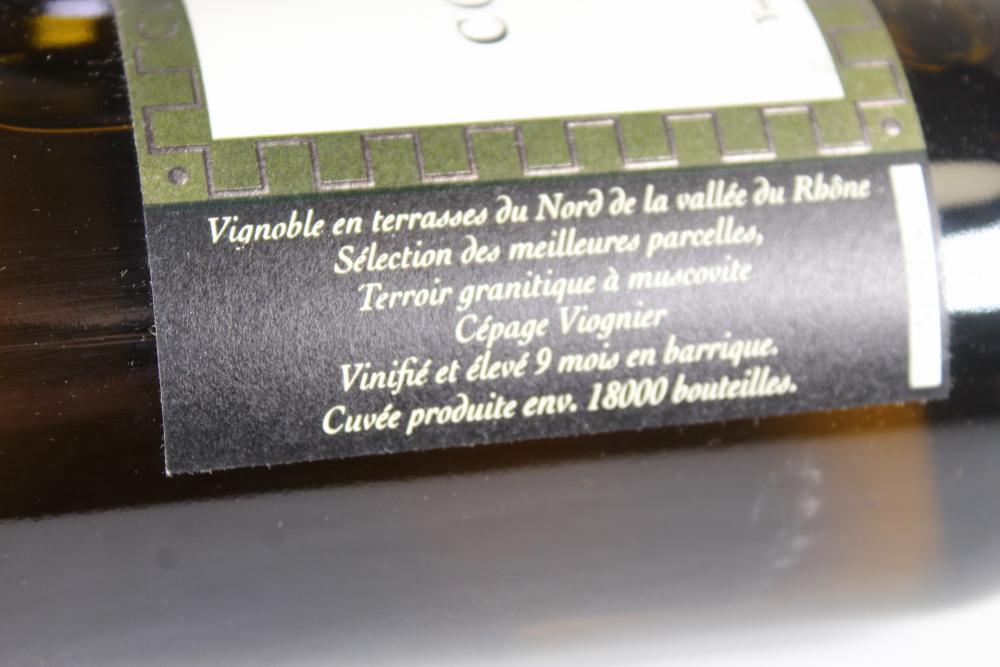 Vignoble en terrasses du Nord de la vallée du Rhône
Sélection des meilleures parcelles,
Terroir granitique à muscovite
Cépage Viognier
Vinifié et élevé 9 mois en barrique.
Cuvée produite env. 18000 bouteilles.